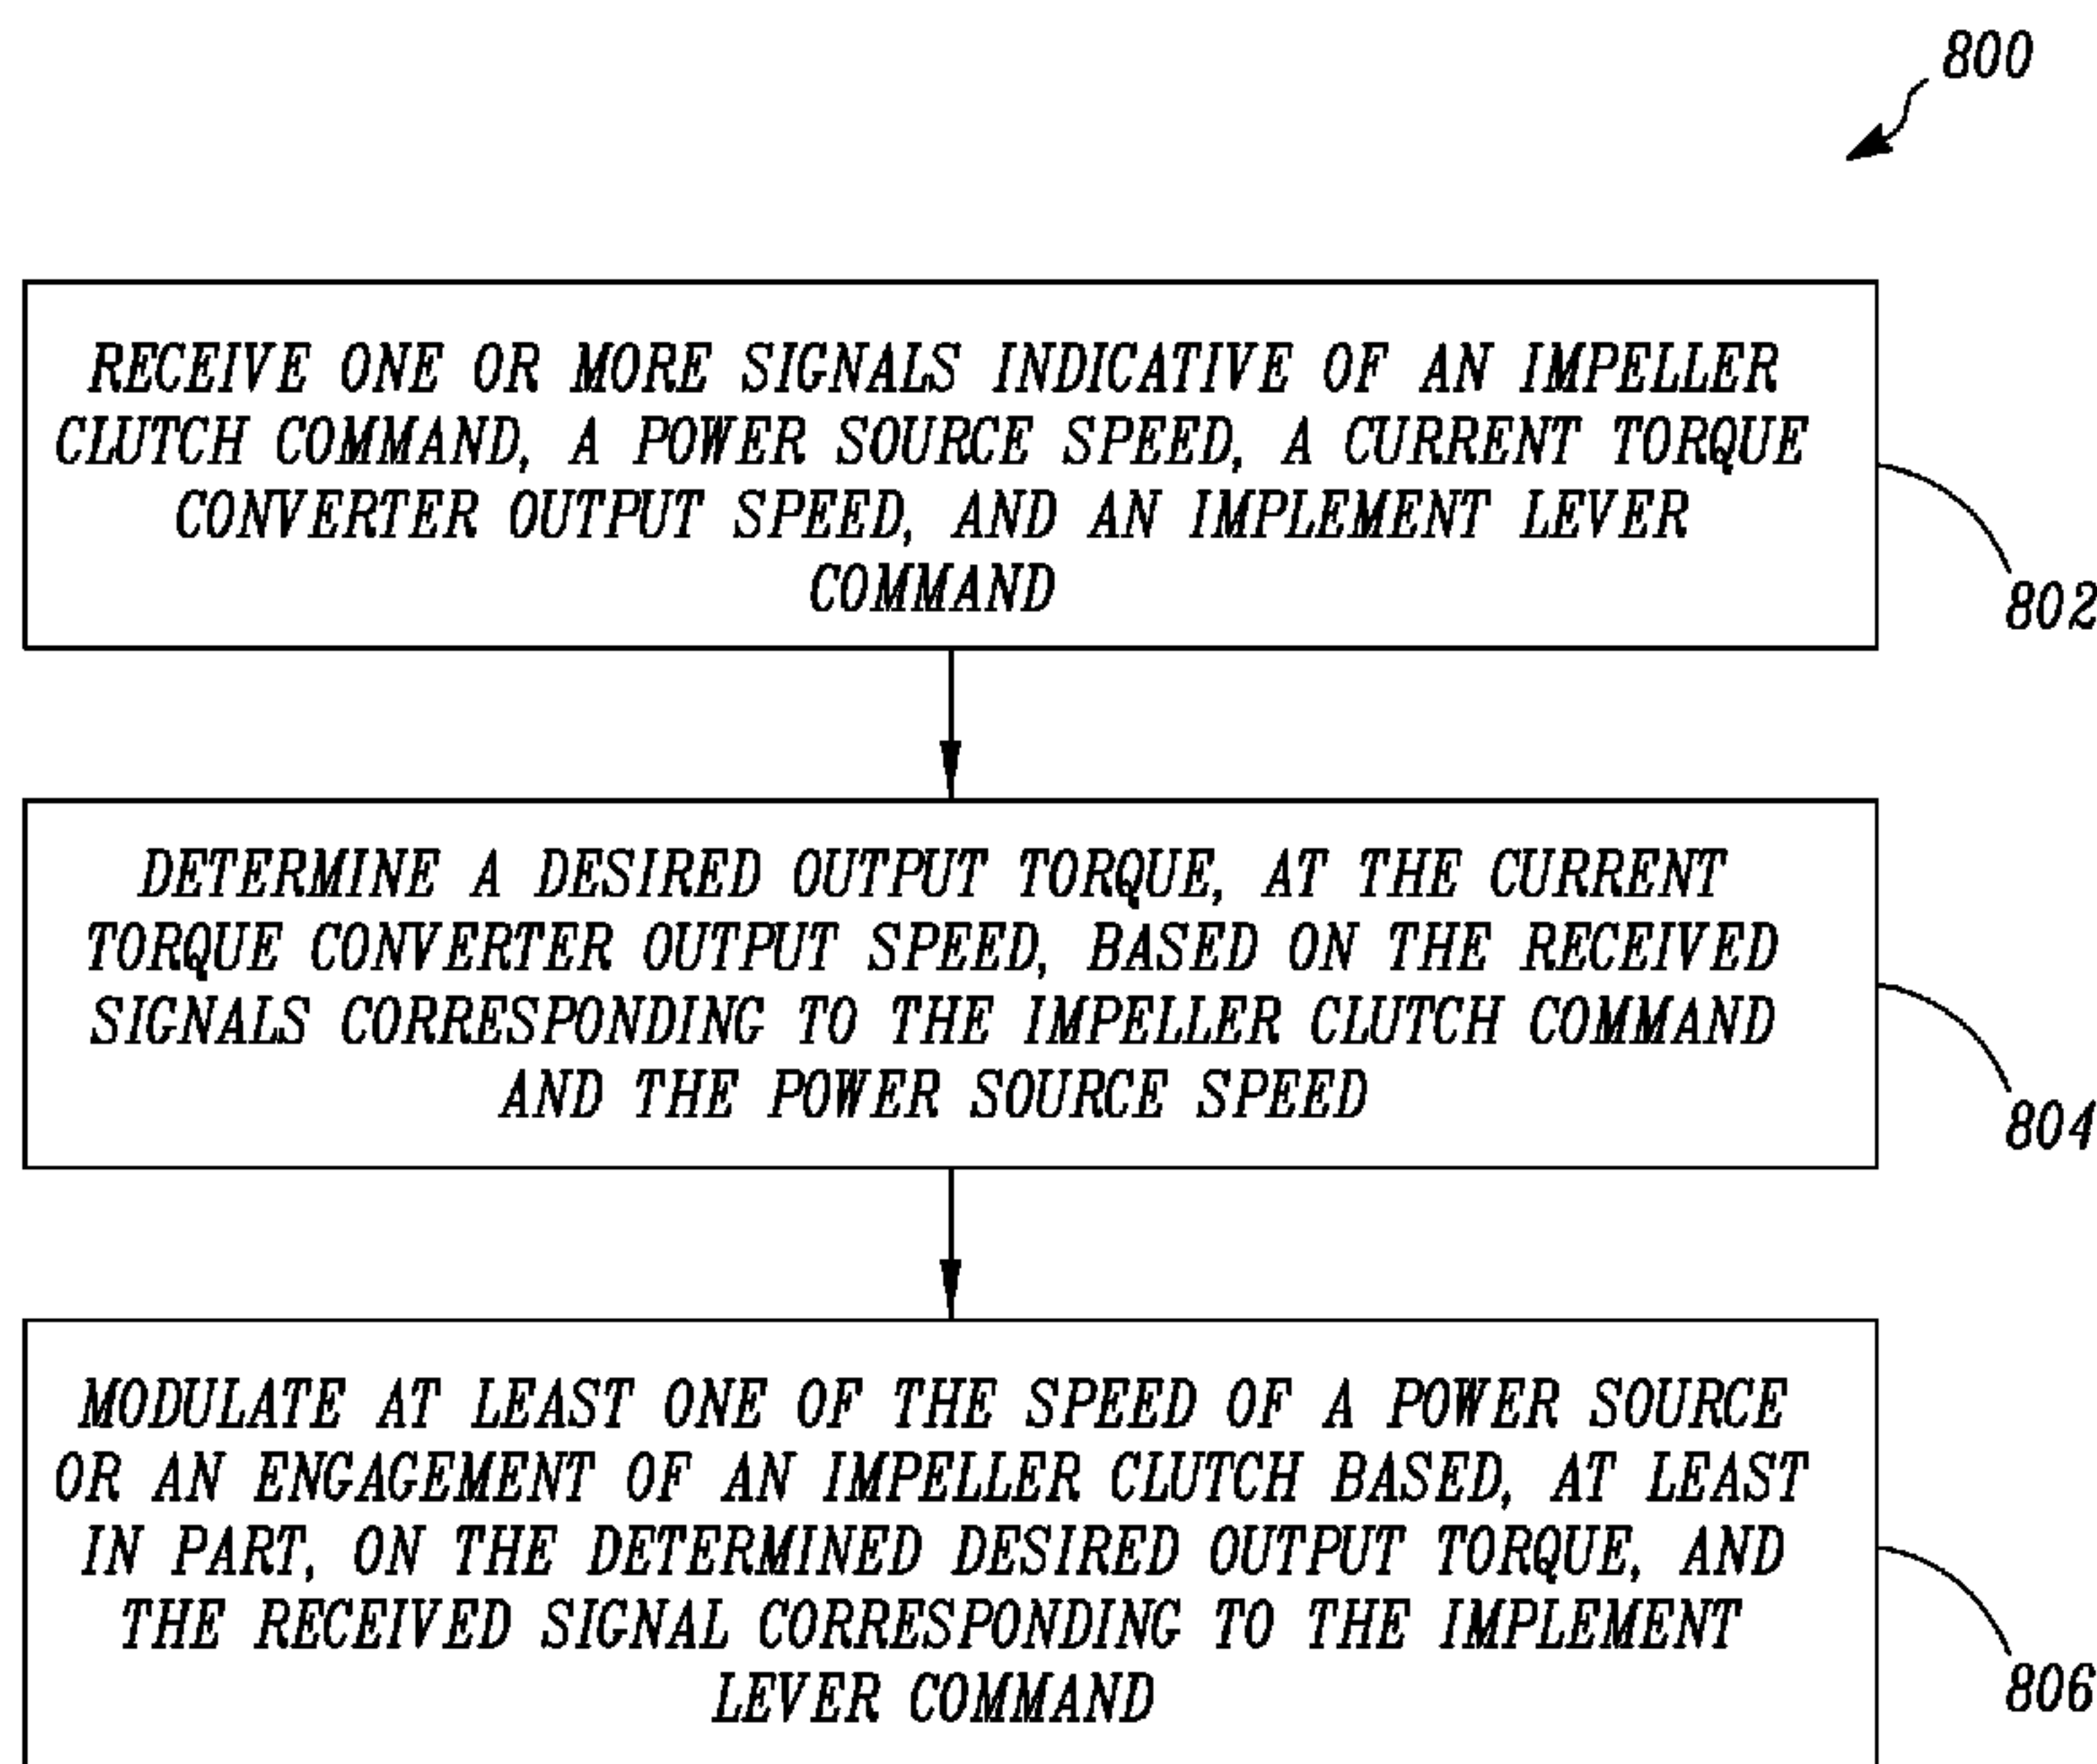 800
RECEIVE ONE OR MORE SIGNALS INDICATIVE OF AN IMPELLER
CLUTCH COMMAND, A POWER SOURCE SPEED, A CURRENT TORQUE
CONVERTER OUTPUT SPEED, AND AN IMPLEMENT LEVER
COMMAND
802
DETERMINE A DESIRED OUTPUT TORQUE, AT THE CURRENT
TORQUE CONVERTER OUTPUT SPEED, BASED ON THE RECEIVED
SIGNALS CORRESPONDING TO THE IMPELLER CLUTCH COMMAND
AND THE POWER SOURCE SPEED
804
MODULATE AT LEAST ONE OF THE SPEED OF A POWER SOURCE
OR AN ENGAGEMENT OF AN IMPELLER CLUTCH BASED, AT LEAST
IN PART, ON THE DETERMINED DESIRED OUTPUT TORQUE, AND
THE RECEIVED SIGNAL CORRESPONDING TO THE IMPLEMENT
LEVER COMMAND
806